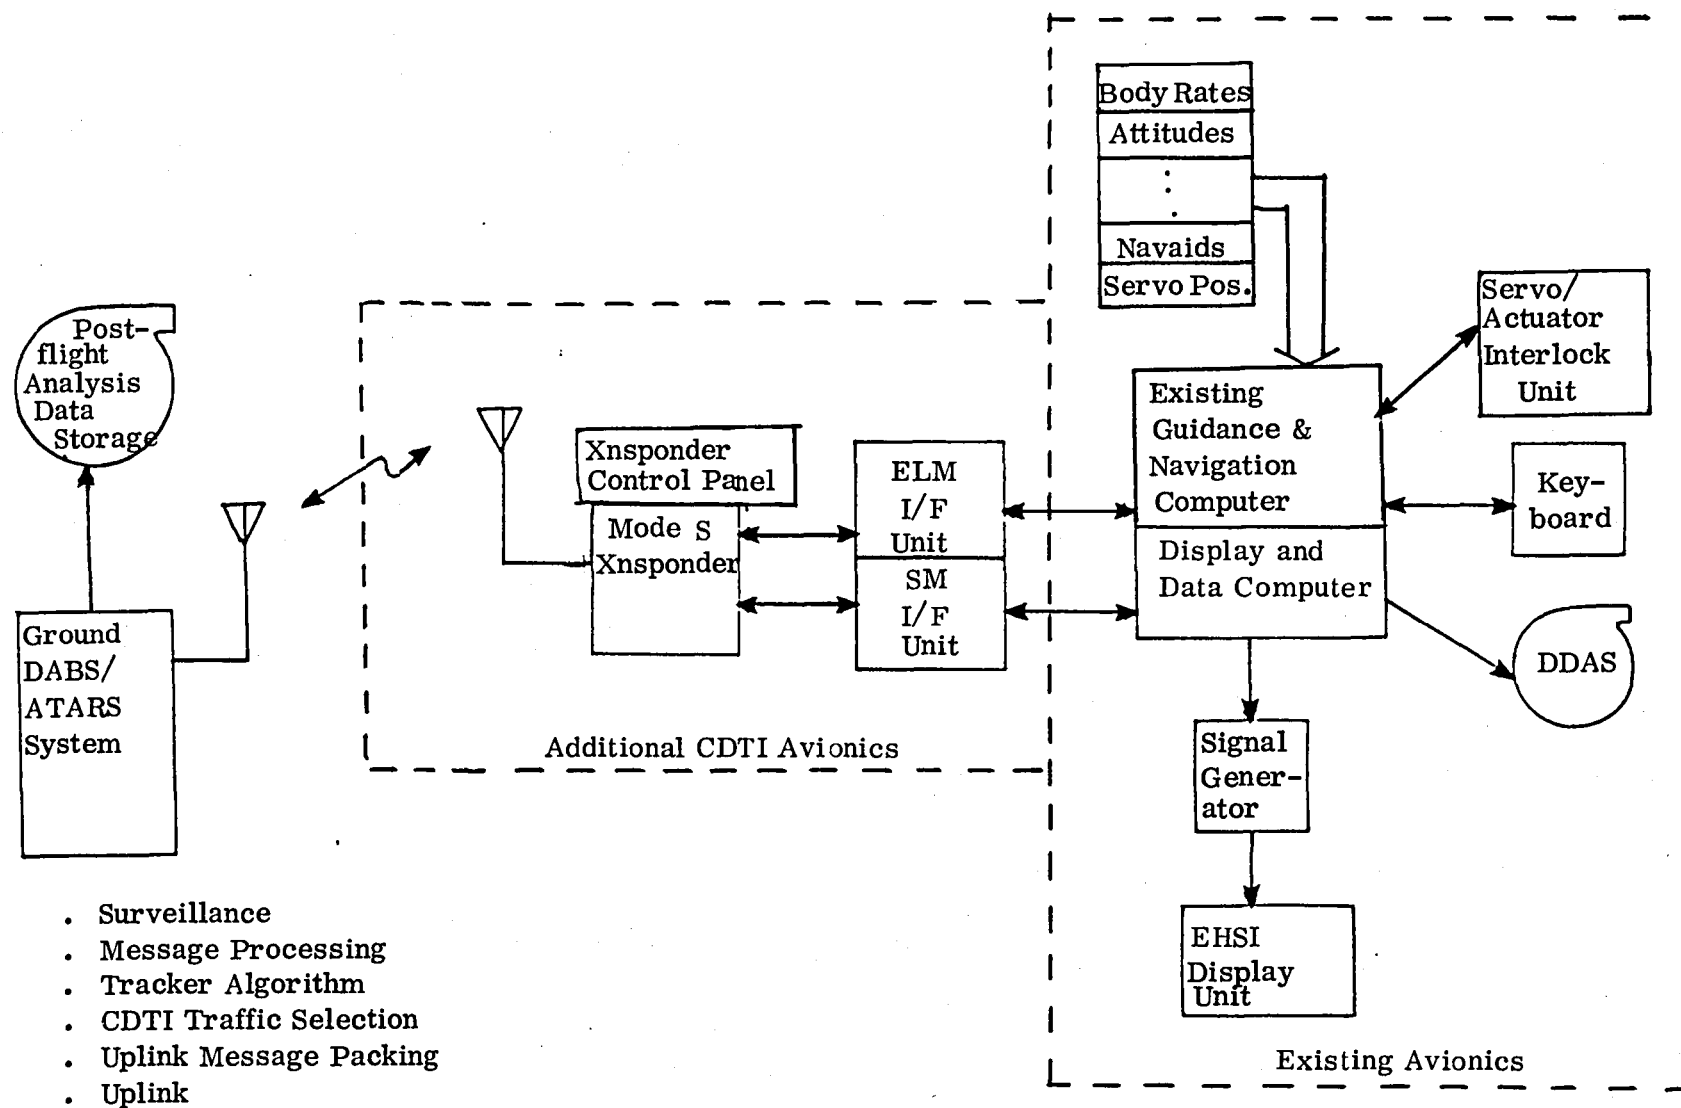 Body Rates
Attitudes
Navaids
Servo Pos.
Servo/
Actuator
Interlock
Unit
Post-
flight
Analysis
Data
Storage
Existing
Guidance &
Navigation
Computer
Display and
Data Computer
Key-
board
DDAS
Xnsponder
Control Panel
Mode S
Xnsponder
ELM
I/F
Unit
SM
I/F
Unit
Ground
DABS/
ATARS
System
Additional CDTI Avionics
Signal
Gener-
ator
EHSI
Display
Unit
Existing Avionics
. Surveillance
. Message Processing
. Tracker Algorithm
. CDTI Traffic Selection
. Uplink Message Packing
. Uplink